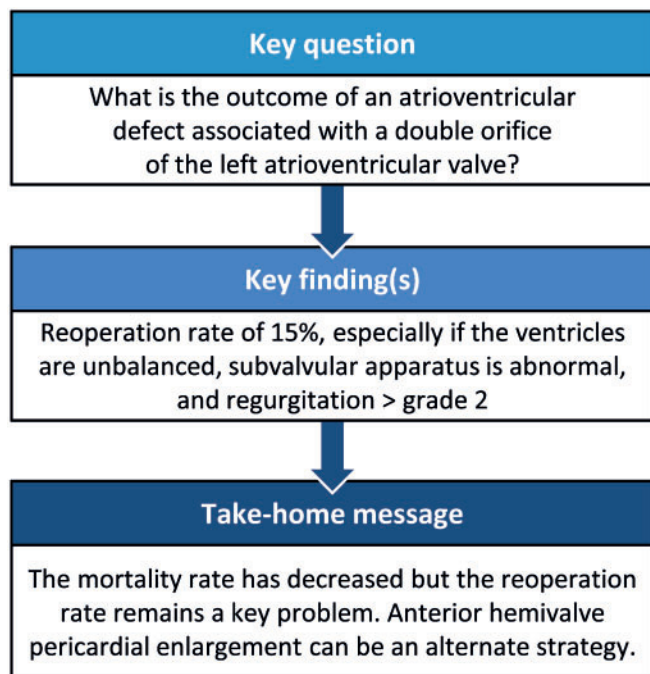 Key question
What is the outcome of an atrioventricular
defect associated with a double orifice
of the left atrioventricular valve?
Key finding(s)
Reoperation rate of 15%, especially if the ventricles
are unbalanced, subvalvular apparatus is abnormal,
and regurgitation > grade 2
Take-home message
The mortality rate has decreased but the reoperation
rate remains a key problem. Anterior hemivalve
pericardial enlargement can be an alternate strategy.